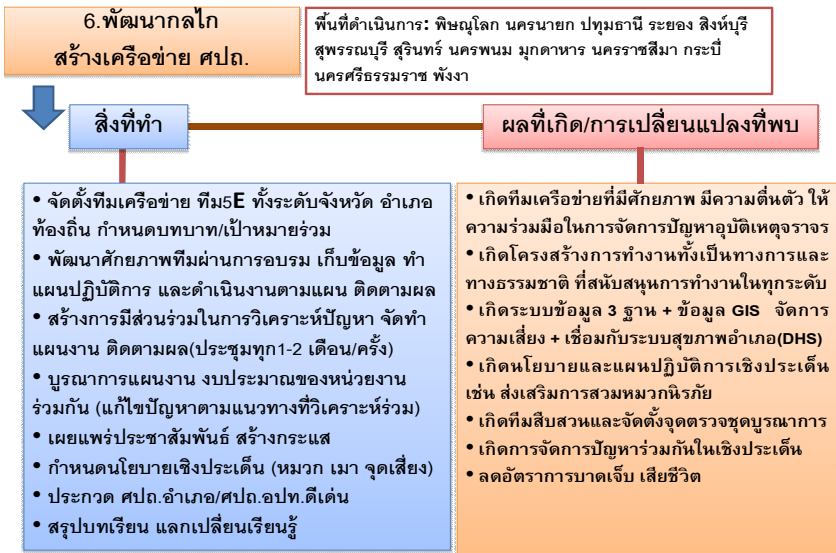 6.พัฒนากลไก
สร้างเครือข่าย ศปถ.
พื้นที่ดำเนินการ: พิษณุโลก นครนายก ปทุมธานี ระยอง สิงห์บุรี
สุพรรณบุรี สุรินทร์ นครพนม มุกดาหาร นครราชสีมา กระบี่
นครศรีธรรมราช พังงา
สิ่งที่ทำ
ผลที่เกิด/การเปลี่ยนแปลงที่พบ
• จัดตั้งทีมเครือข่าย ทีม5E ทั้งระดับจังหวัด อำเภอ
ท้องถิ่น กำหนดบทบาท/เป้าหมายร่วม
• พัฒนาศักยภาพทีมผ่านการอบรม เก็บข้อมูล ทำ
แผนปฏิบัติการ และดำเนินงานตามแผน ติดตามผล
• สร้างการมีส่วนร่วมในการวิเคราะห์ปัญหา จัดทำ
แผนงาน ติดตามผล(ประชุมทุก1-2 เดือน/ครั้ง)
• บูรณาการแผนงาน งบประมาณของหน่วยงาน
ร่วมกัน (แก้ไขปัญหาตามแนวทางที่วิเคราะห์ร่วม)
• เผยแพร่ประชาสัมพันธ์ สร้างกระแส
• กำหนดนโยบายเชิงประเด็น (หมวก เมา จุดเสี่ยง)
• ประกวด ศปถ.อำเภอ/ศปถ.อปท.ดีเด่น
• สรุปบทเรียน แลกเปลี่ยนเรียนรู้
• เกิดทีมเครือข่ายที่มีศักยภาพ มีความตื่นตัว ให้
ความร่วมมือในการจัดการปัญหาอุบัติเหตุจราจร
• เกิดโครงสร้างการทำงานทั้งเป็นทางการและ
ทางธรรมชาติ ที่สนับสนุนการทำงานในทุกระดับ
• เกิดระบบข้อมูล 3 ฐาน + ข้อมูล GIS จัดการ
ความเสี่ยง + เชื่อมกับระบบสุขภาพอำเภอ(DHS)
• เกิดนโยบายและแผนปฏิบัติการเชิงประเด็น
เช่น ส่งเสริมการสวมหมวกนิรภัย
• เกิดทีมสืบสวนและจัดตั้งจุดตรวจชุดบูรณาการ
• เกิดการจัดการปัญหาร่วมกันในเชิงประเด็น
• ลดอัตราการบาดเจ็บ เสียชีวิต